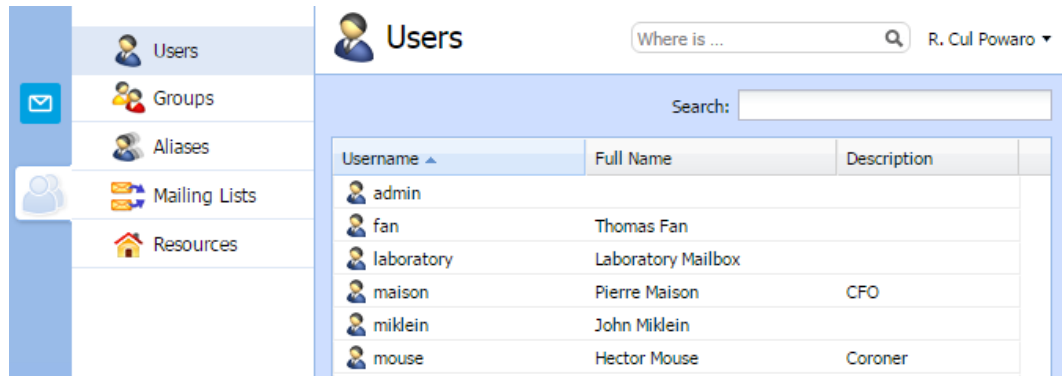 Users
Groups
Aliases
Mailing Lists
Resources
Users
Where is ...
R. Cul Powaro
Search:
Username Full Name Description
admin
fan Thomas Fan
laboratory Laboratory Mailbox
maison Pierre Maison CFO
miklein John Miklein
mouse Hector Mouse Coroner